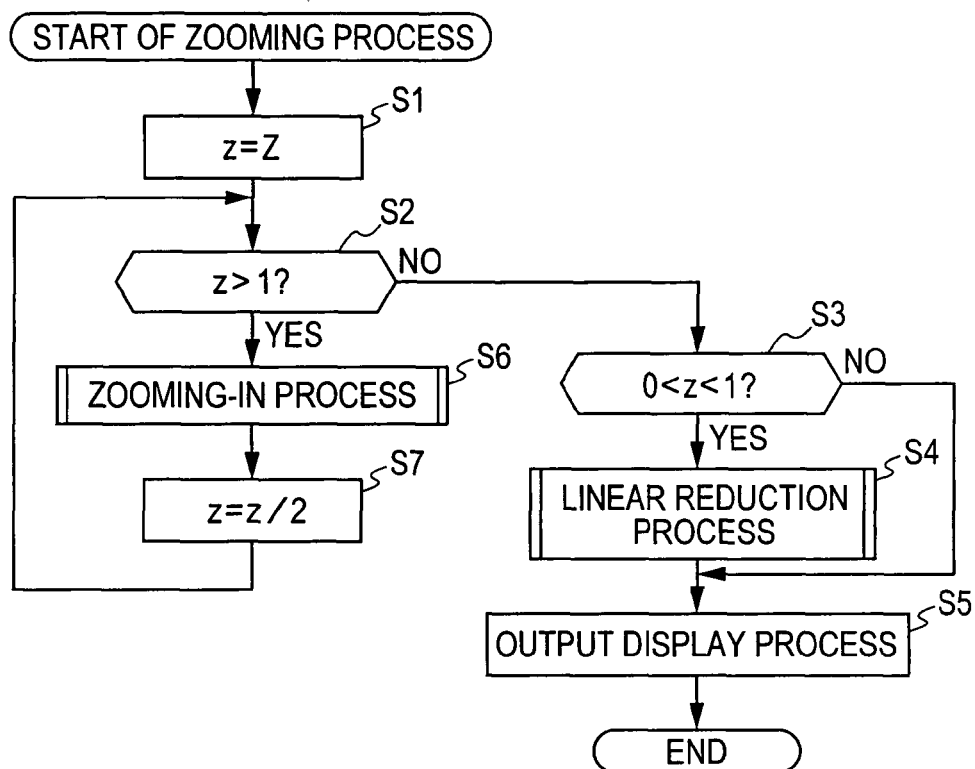 START OF ZOOMING PROCESS
S1
z=Z
S2
z>1?
NO
YES
S3
0<z<1?
NO
YES
S6
ZOOMING-IN PROCESS
S4
LINEAR REDUCTION
PROCESS
S7
z=z/2
S5
OUTPUT DISPLAY PROCESS
END